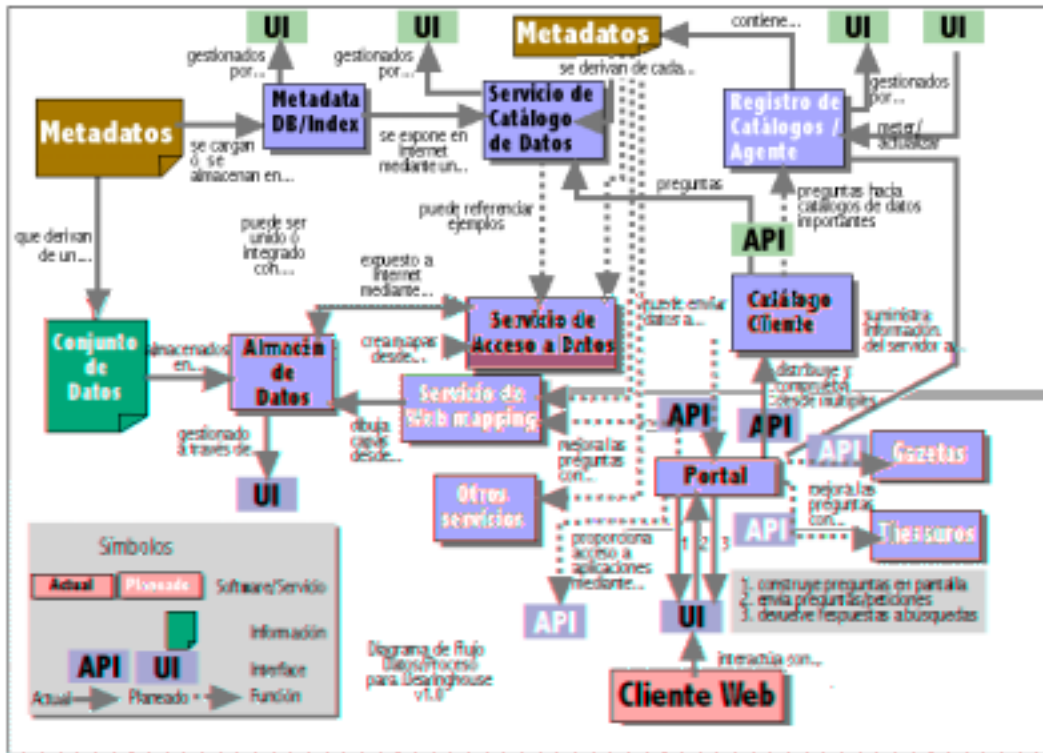 UI
UI
Metadatos
UI
UI
gestionados
por...
gestionados
por...
se derivan de cada...
contiene...
gestionados
por...
Metadatos
Metadata
DB/Index
Servicio de
Catálogo
de Datos
Registro de
Catálogos /
Agente
meter/
actualizar
se cargan
ó se
almacenan en...
se expone en
Internet
mediante un...
preguntas
preguntas hacia
catálogos de datos
importantes
que derivan
de un...
puede ser
unido ó
integrado
con...
puede referenciar
ejemplos
API
expuesto a
Internet
mediante...
Servicio de
Acceso a Datos
puede enviar
datos a...
Catálogo
Cliente
suministra
información
del servidor a...
Conjunto
de
Datos
almacenados
en...
Almacén
de
Datos
crea mapas
desde...
Servicio de
Web mapping
distribuye y
comprueba
desde múltiples
API
API
gestionado
a través de...
dibuja
capas
desde...
mejora las
preguntas
con...
Portal
API
Gazetas
UI
Otros
servicios
mejora las
preguntas
con...
API
Thesauros
proporciona
acceso a
aplicaciones
mediante...
1 2 3
API
UI
1. construye preguntas en pantalla
2. envia preguntas/peticiones
3. devuelve respuestas a búsquedas
interactúa con...
Cliente Web
Símbolos
Actual
Planeado
Software/Servicio
Información
API
UI
Interface
Actual
Planeado
Función
Diagrama de Flujo
Datos/Proceso
para Clearinghouse
v1.0